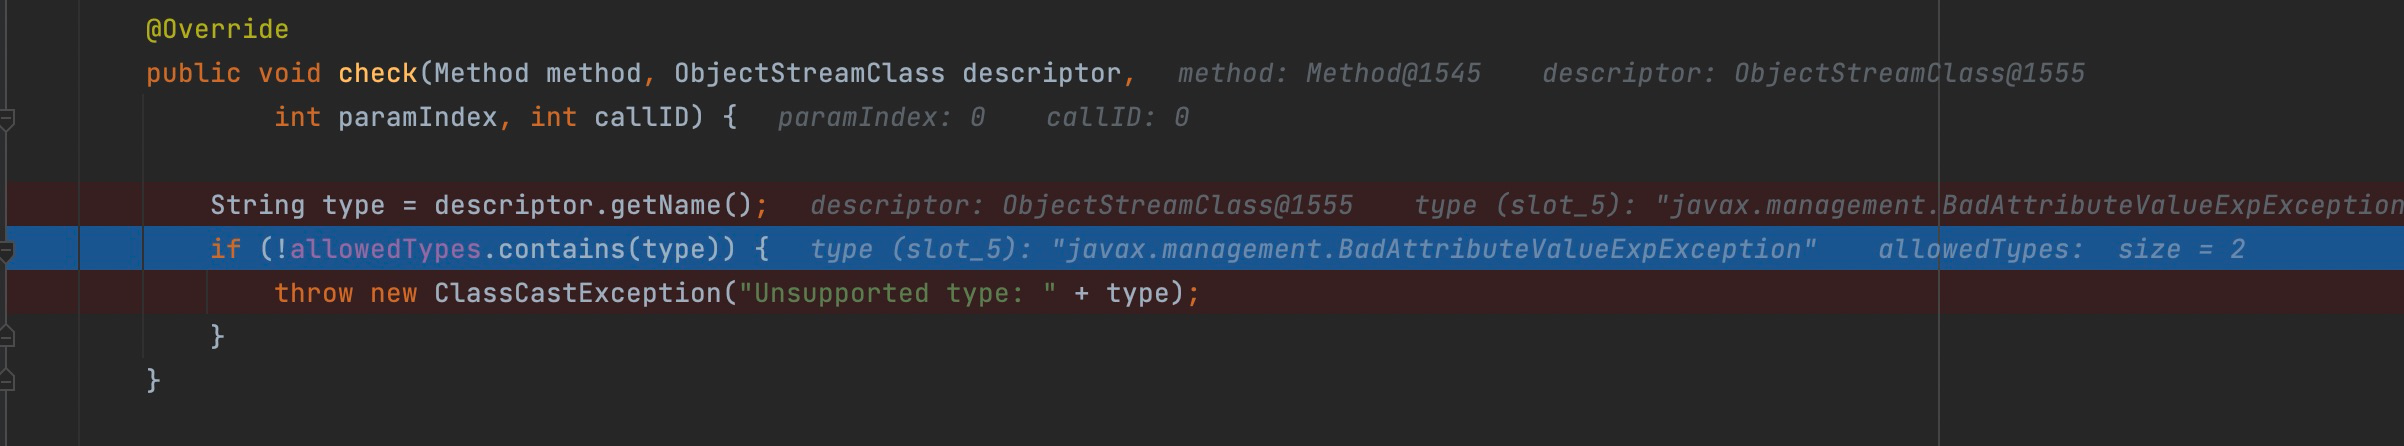 @Override
public void check(Method method, ObjectStreamClass descriptor, method: Method@1545 descriptor: ObjectStreamClass@1555
int paramIndex, int callID) { paramIndex: 0 callID: 0
String type = descriptor.getName(); descriptor: ObjectStreamClass@1555 type (slot_5): "javax.management.BadAttributeValueExpException
if (!allowedTypes.contains(type)) { type (slot_5): "javax.management.BadAttributeValueExpException" allowedTypes: size = 2
throw new ClassCastException("Unsupported type: " + type);
}
}